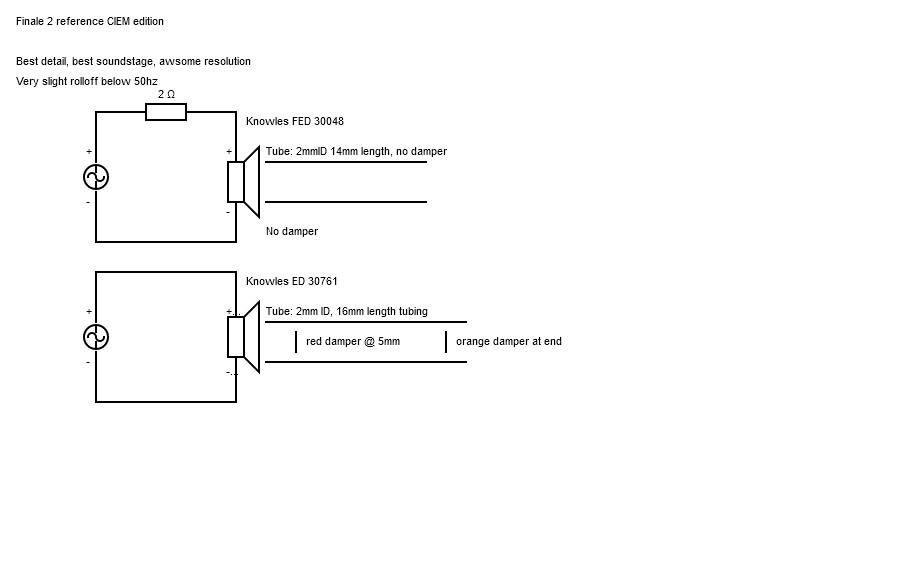 Finale 2 reference CIEM edition
Best detail, best soundstage, awsome resolution
Very slight rolloff below 50hz
2 Ω
Knowles FED 30048
+
+
Tube: 2mmID 14mm length, no damper
-
-
No damper
Knowles ED 30761
+
+...
Tube: 2mm ID, 16mm length tubing
red damper @ 5mm
orange damper at end
-
-...